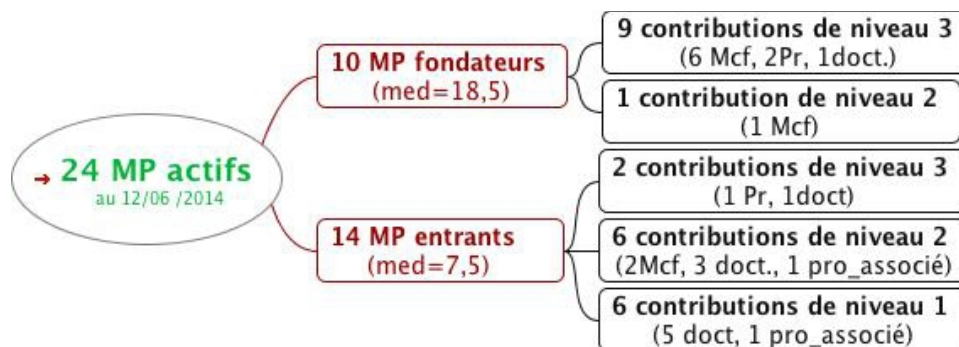 → 24 MP actifs
au 12/06 /2014
10 MP fondateurs
(med=18,5)
9 contributions de niveau 3
(6 Mcf, 2Pr, 1doct.)
1 contribution de niveau 2
(1 Mcf)
14 MP entrants
(med=7,5)
2 contributions de niveau 3
(1 Pr, 1doct)
6 contributions de niveau 2
(2Mcf, 3 doct., 1 pro_associé)
6 contributions de niveau 1
(5 doct, 1 pro_associé)